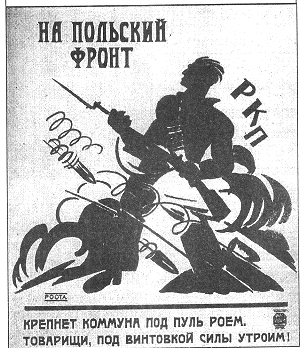 НА ПОЛЬСКИЙ
ФРОНТ
РКП
РОСТА
КРЕПНЕТ КОММУНА ПОД ПУЛЬ РОЕМ.
ТОВАРИЩИ, ПОД ВИНТОВКОЙ СИЛЫ УТРОИМ!